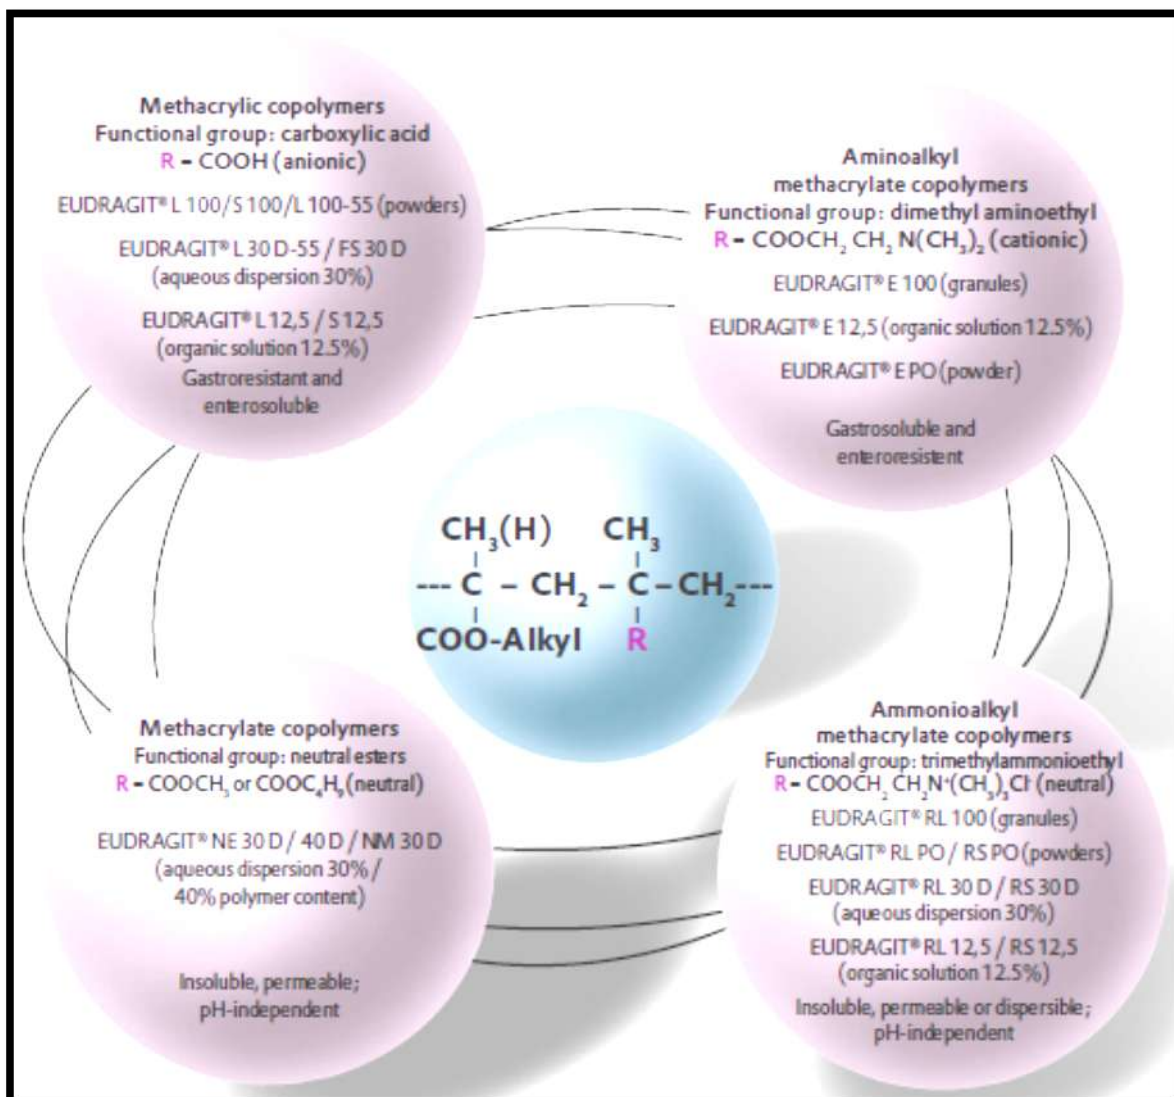 Methacrylic copolymers
Functional group: carboxylic acid
R – COOH (anionic)
EUDRAGIT® L 100/S 100/L 100-55 (powders)
EUDRAGIT® L 30 D-55 / FS 30 D
(aqueous dispersion 30%)
EUDRAGIT® L 12,5 / S 12,5
(organic solution 12.5%)
Gastroresistant and
enterosoluble
Aminoalkyl
methacrylate copolymers
Functional group: dimethyl aminoethyl
R – COOCH₂ CH₂ N(CH₃)₂ (cationic)
EUDRAGIT® E 100 (granules)
EUDRAGIT® E 12,5 (organic solution 12.5%)
EUDRAGIT® E PO (powder)
Gastrosoluble and
enteroresistent
CH₃(H) CH₃
--- C – CH₂ – C – CH₂ ---
COO-Alkyl R
Methacrylate copolymers
Functional group: neutral esters
R – COOCH₃ or COOC₄H₉ (neutral)
EUDRAGIT® NE 30 D / 40 D / NM 30 D
(aqueous dispersion 30% /
40% polymer content)
Insoluble, permeable;
pH-independent
Ammonioalkyl
methacrylate copolymers
Functional group: trimethylammonioethyl
R – COOCH₂ CH₂N⁺(CH₃)₃Cl⁻ (neutral)
EUDRAGIT® RL 100 (granules)
EUDRAGIT® RL PO / RS PO (powders)
EUDRAGIT® RL 30 D / RS 30 D
(aqueous dispersion 30%)
EUDRAGIT® RL 12,5 / RS 12,5
(organic solution 12.5%)
Insoluble, permeable or dispersible;
pH-independent